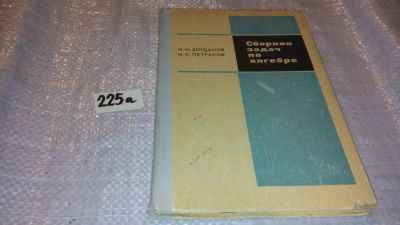 225а
Н. М. БОГДАНОВ
И. С. ПЕТРАКОВ
Сборник
задач
по
алгебре